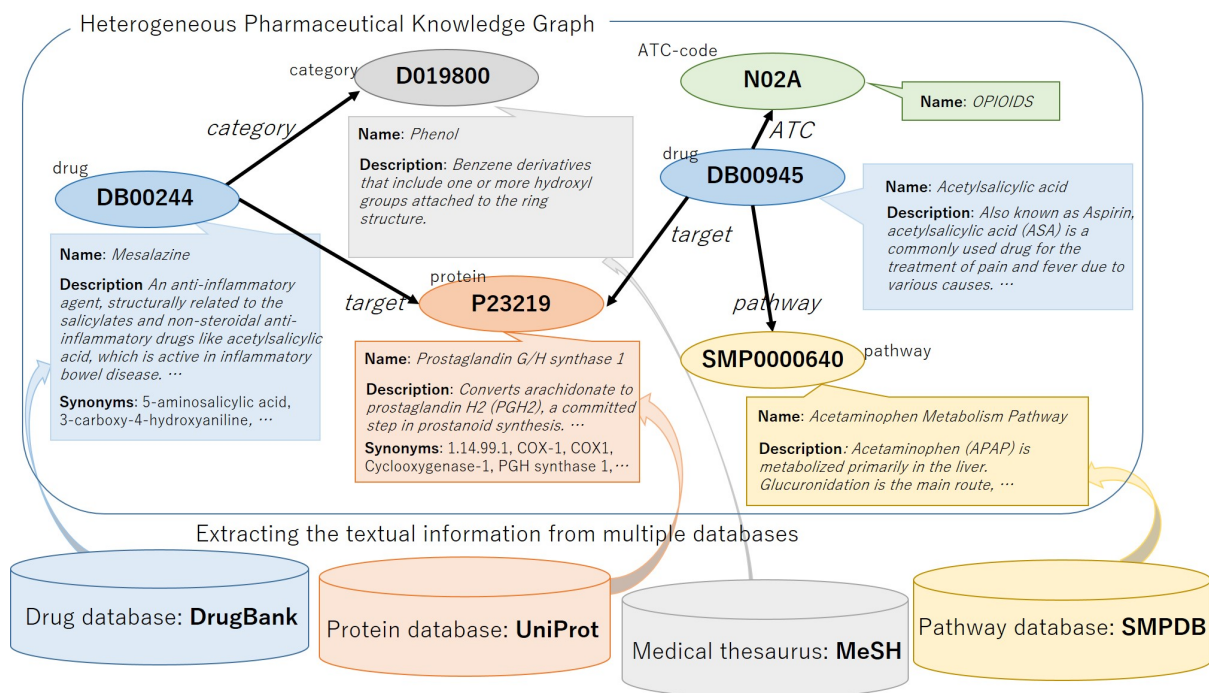 Heterogeneous Pharmaceutical Knowledge Graph
category
D019800
ATC-code
N02A
Name: OPIOIDS
category
ATC
Name: Phenol
Description: Benzene derivatives
that include one or more hydroxyl
groups attached to the ring
structure.
drug
DB00244
drug
DB00945
Name: Acetylsalicylic acid
Description: Also known as Aspirin,
acetylsalicylic acid (ASA) is a
commonly used drug for the
treatment of pain and fever due to
various causes. …
target
Name: Mesalazine
Description An anti-inflammatory
agent, structurally related to the
salicylates and non-steroidal anti-
inflammatory drugs like acetylsalicylic
acid, which is active in inflammatory
bowel disease. …
Synonyms: 5-aminosalicylic acid,
3-carboxy-4-hydroxyaniline, …
target
protein
P23219
pathway
SMP0000640
pathway
Name: Prostaglandin G/H synthase 1
Description: Converts arachidonate to
prostaglandin H2 (PGH2), a committed
step in prostanoid synthesis. …
Synonyms: 1.14.99.1, COX-1, COX1,
Cyclooxygenase-1, PGH synthase 1,…
Name: Acetaminophen Metabolism Pathway
Description: Acetaminophen (APAP) is
metabolized primarily in the liver.
Glucuronidation is the main route, …
Extracting the textual information from multiple databases
Drug database: DrugBank
Protein database: UniProt
Medical thesaurus: MeSH
Pathway database: SMPDB